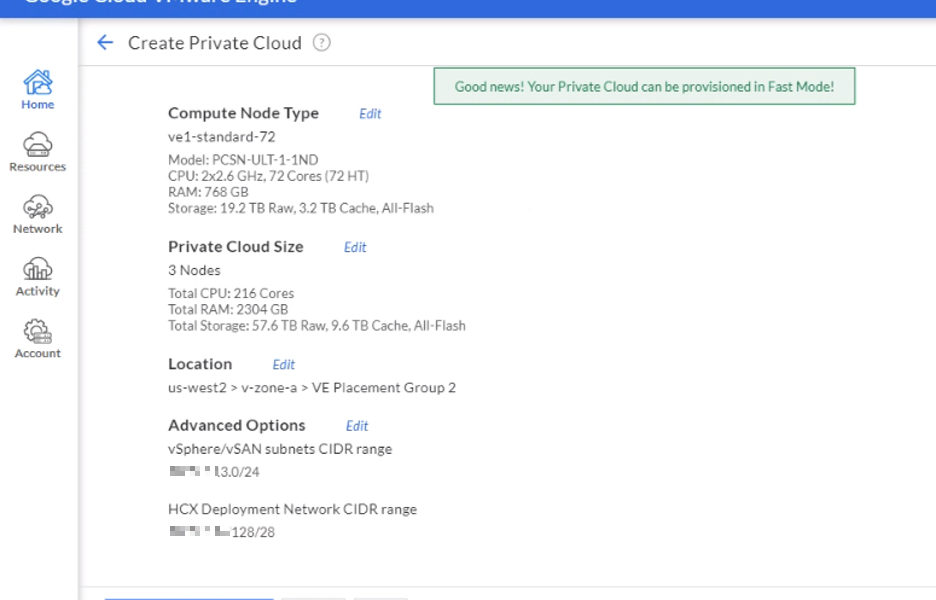 Google Cloud VMware Engine
Create Private Cloud ?
Good news! Your Private Cloud can be provisioned in Fast Mode!
Home
Resources
Network
Activity
Account
Compute Node Type Edit
ve1-standard-72
Model: PCSN-ULT-1-1ND
CPU: 2x2.6 GHz, 72 Cores (72 HT)
RAM: 768 GB
Storage: 19.2 TB Raw, 3.2 TB Cache, All-Flash
Private Cloud Size Edit
3 Nodes
Total CPU: 216 Cores
Total RAM: 2304 GB
Total Storage: 57.6 TB Raw, 9.6 TB Cache, All-Flash
Location Edit
us-west2 > v-zone-a > VE Placement Group 2
Advanced Options Edit
vSphere/vSAN subnets CIDR range
3.0/24
HCX Deployment Network CIDR range
128/28